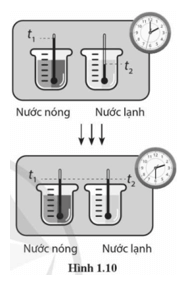 t₁
t₂
Nước nóng Nước lạnh
t₁ t₂
Nước nóng Nước lạnh
Hình 1.10